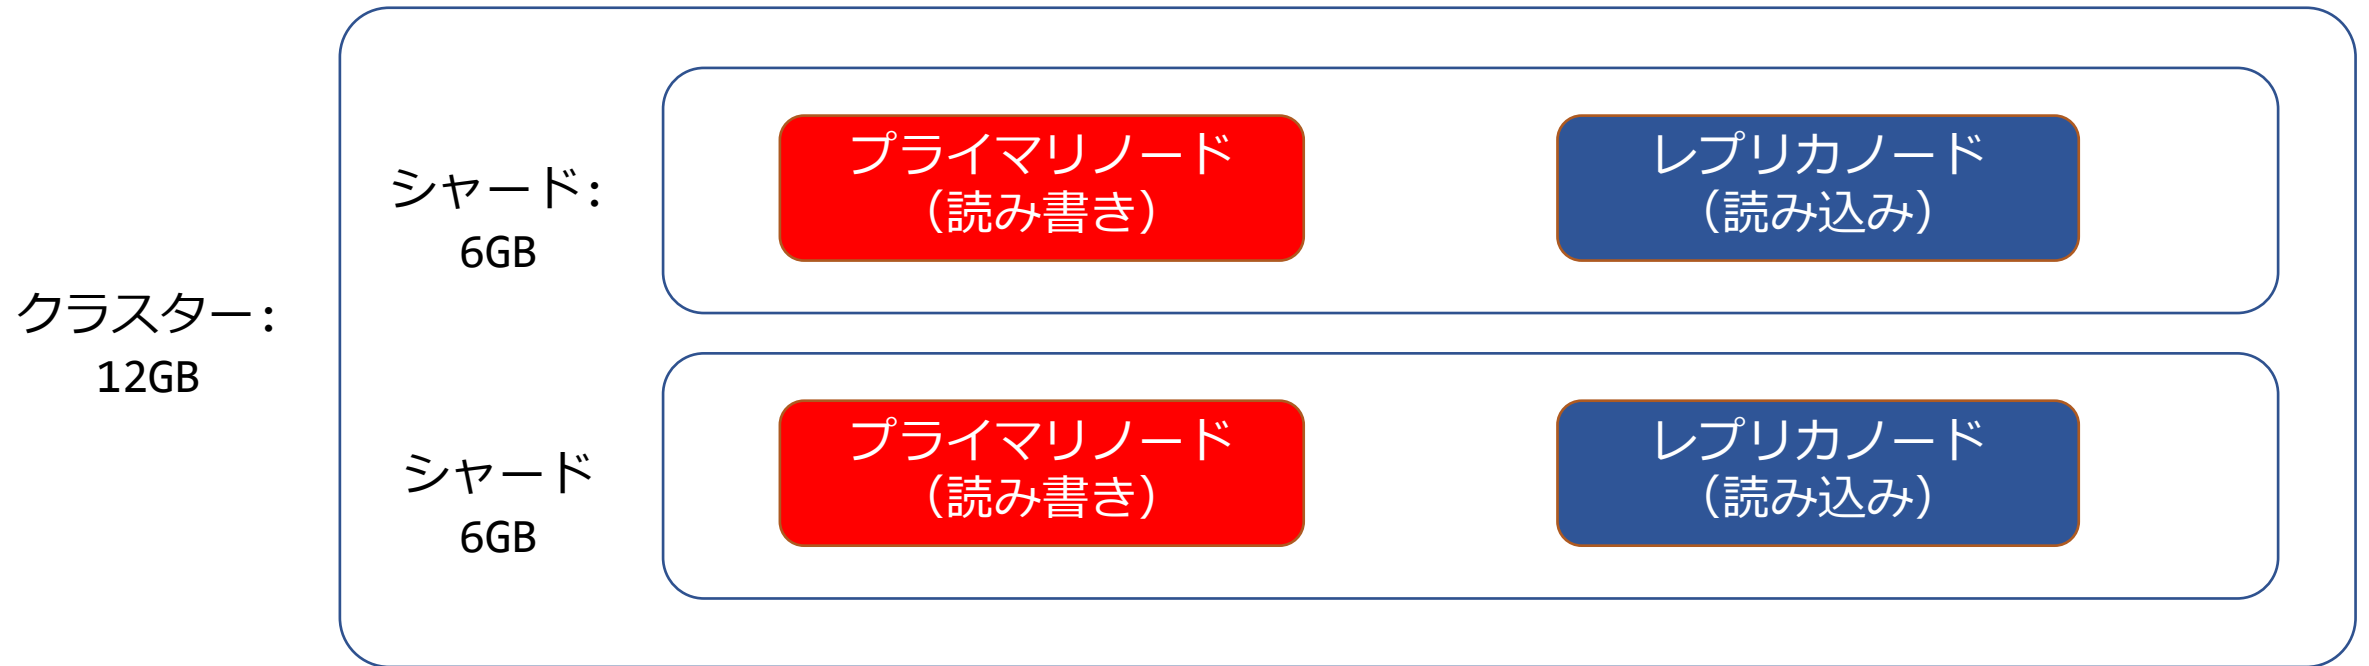 クラスター:
12GB
シャード:
6GB
プライマリノード
（読み書き）
レプリカノード
（読み込み）
シャード
6GB
プライマリノード
（読み書き）
レプリカノード
（読み込み）